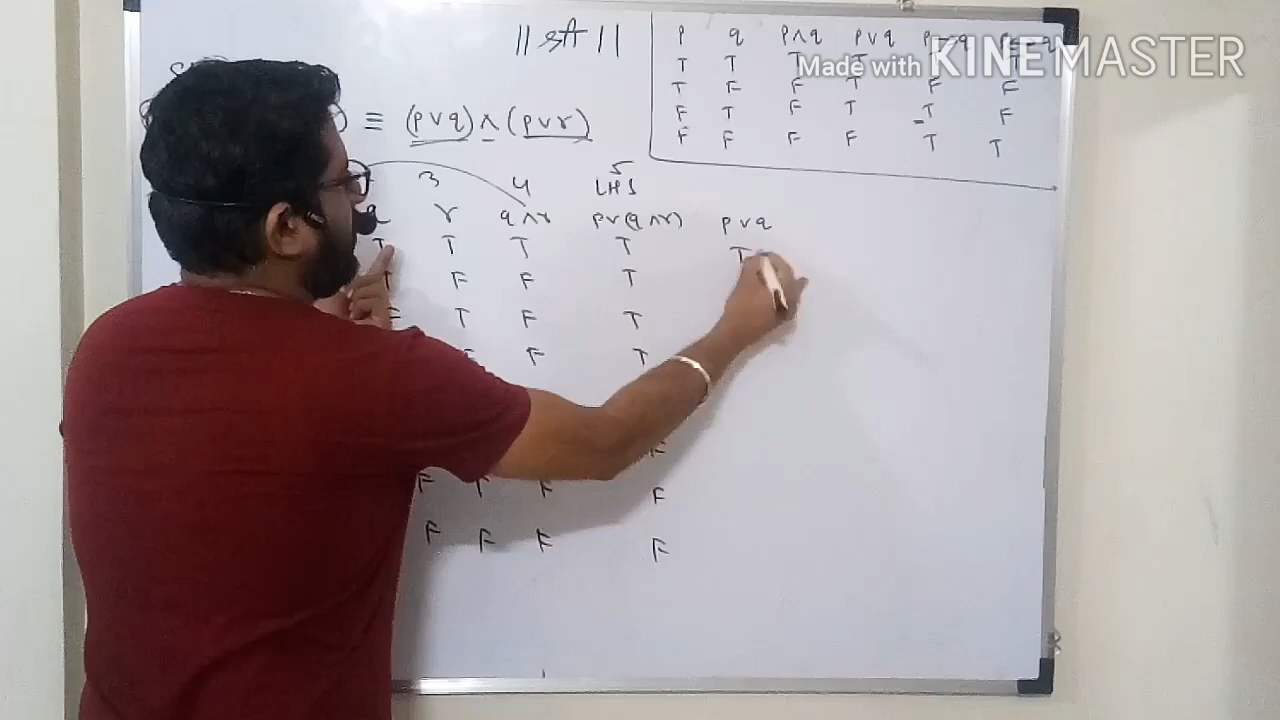 || श्री ||
p q p∧q p∨q
T T T
T F F T F F
F T F T T F
F F F F T T
Made with KINEMASTER
) ≡ (p∨q) ∧ (p∨r)
3 4 5
LHS
q r q∧r p∨(q∧r) p∨q
T T T T T
T F F T
F T F T
F F T
F
F T F F
F F F F